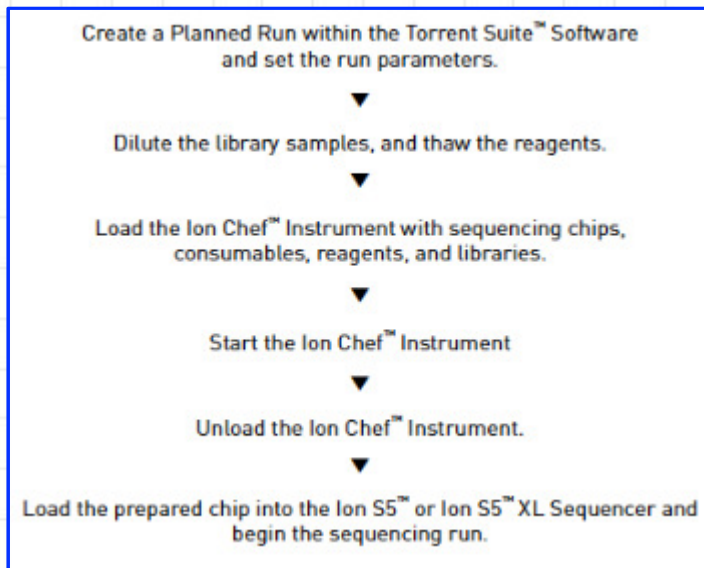 Create a Planned Run within the Torrent Suite™ Software
and set the run parameters.
▼
Dilute the library samples, and thaw the reagents.
▼
Load the Ion Chef™ Instrument with sequencing chips,
consumables, reagents, and libraries.
▼
Start the Ion Chef™ Instrument
▼
Unload the Ion Chef™ Instrument.
▼
Load the prepared chip into the Ion S5™ or Ion S5™ XL Sequencer and
begin the sequencing run.